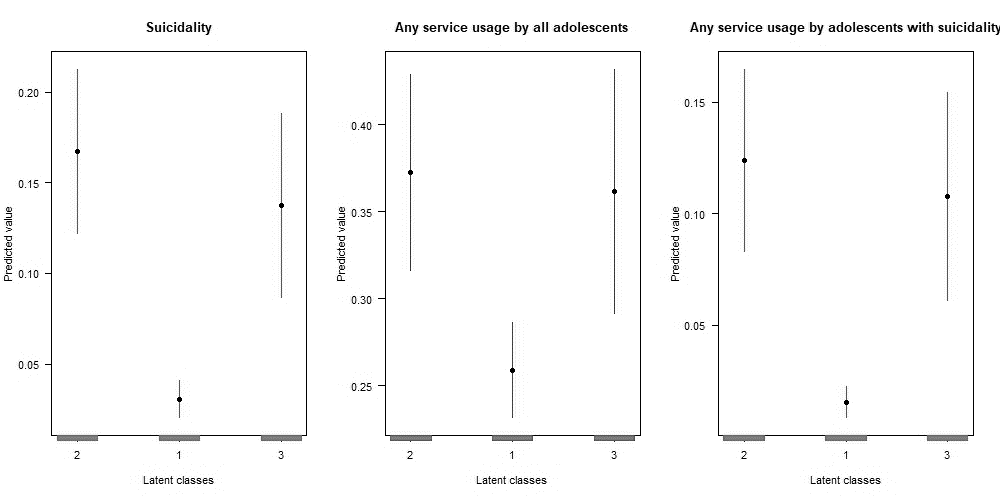 Suicidality
Predicted value
0.20
0.15
0.10
0.05
2 1 3
Latent classes
Any service usage by all adolescents
Predicted value
0.40
0.35
0.30
0.25
2 1 3
Latent classes
Any service usage by adolescents with suicidality
Predicted value
0.15
0.10
0.05
2 1 3
Latent classes